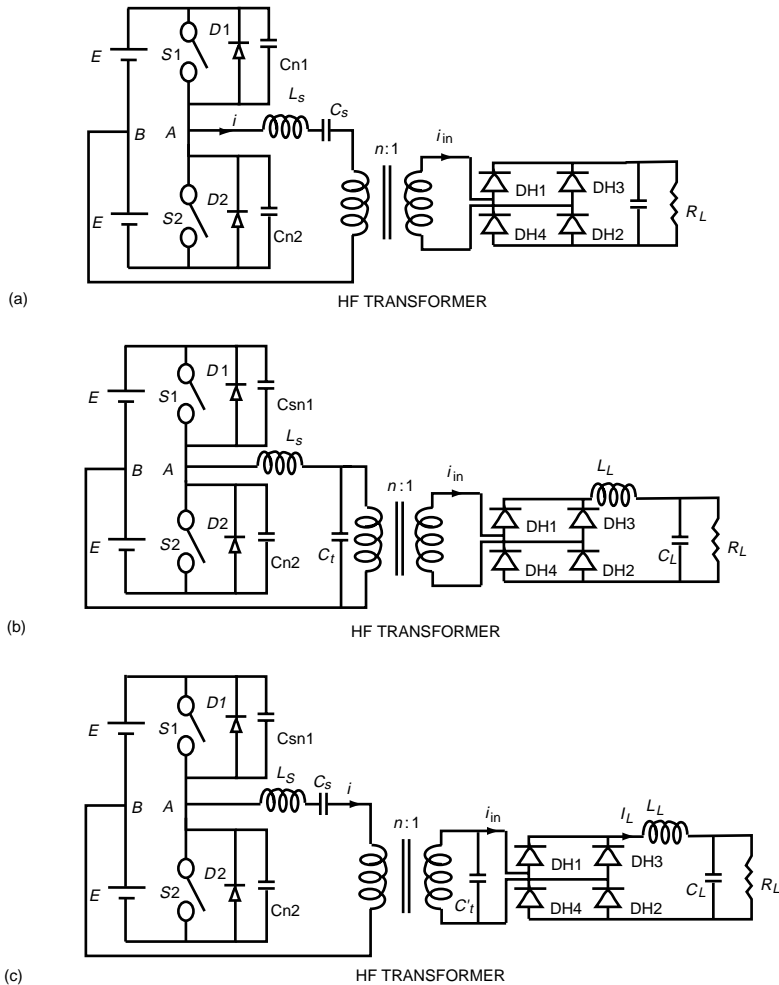 D1
E S1 Cn1
Ls Cs
i
B A n:1 iin
DH1 DH3
D2
E S2 Cn2 RL
DH4 DH2
(a) HF TRANSFORMER
D1
E S1 Csn1
Ls
B A n:1 iin LL
DH1 DH3
D2
E S2 Cn2 Ct CL RL
DH4 DH2
(b) HF TRANSFORMER
D1
E S1 Csn1
LS Cs i
B A n:1 iin IL LL
DH1 DH3
D2
E S2 Cn2 C't CL RL
DH4 DH2
(c) HF TRANSFORMER